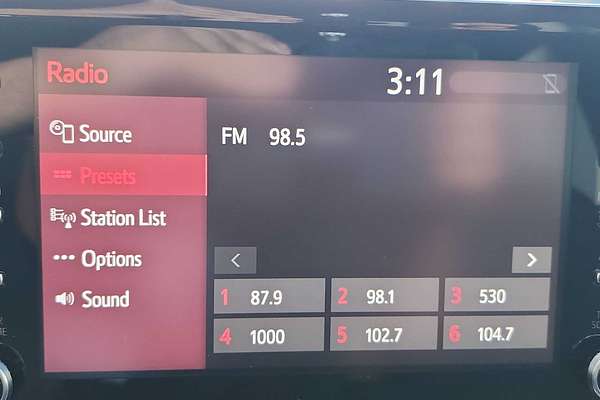 Radio
3:11
Source
FM 98.5
Presets
Station List
Options
Sound
1 87.9
2 98.1
3 530
4 1000
5 102.7
6 104.7